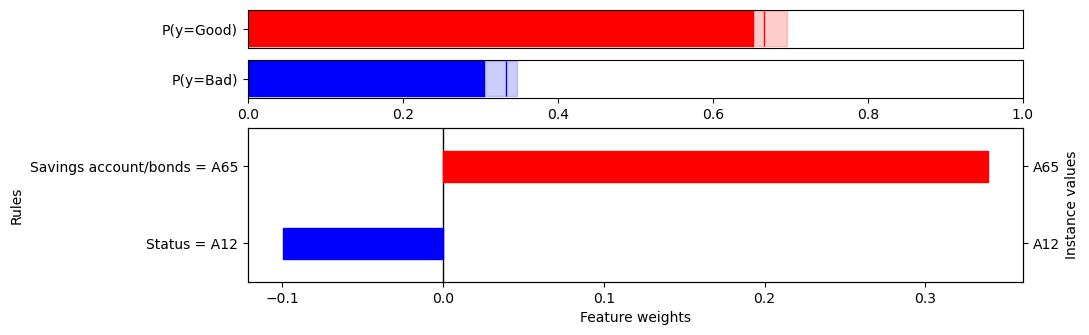 P(y=Good)
P(y=Bad)
0.0 0.2 0.4 0.6 0.8 1.0
Savings account/bonds = A65
A65
Rules
Instance values
Status = A12
A12
−0.1 0.0 0.1 0.2 0.3
Feature weights